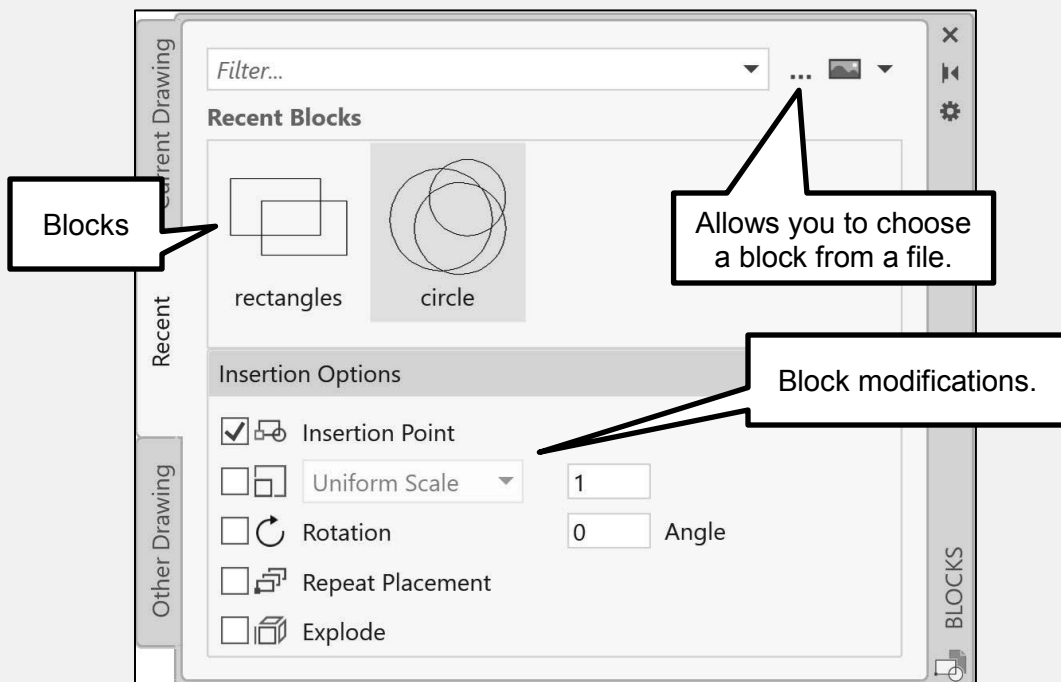 Current Drawing
Recent
Other Drawing
Filter...
...
Recent Blocks
rectangles
circle
Blocks
Allows you to choose
a block from a file.
Insertion Options
Block modifications.
Insertion Point
Uniform Scale
1
Rotation
0
Angle
Repeat Placement
Explode
BLOCKS